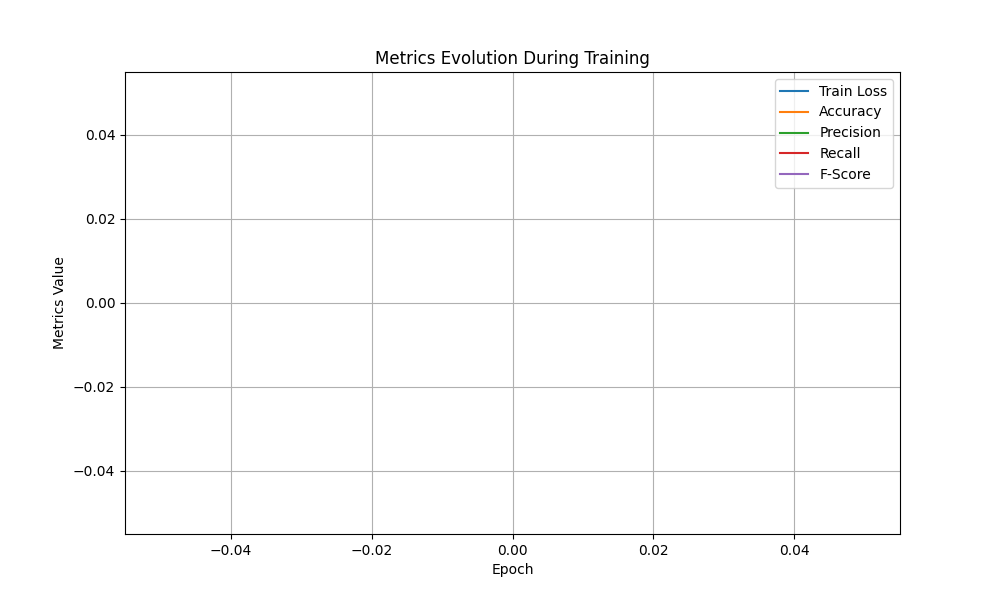 Metrics Evolution During Training
Train Loss
Accuracy
Precision
Recall
F-Score
0.04
0.02
0.00
−0.02
−0.04
Metrics Value
−0.04
−0.02
0.00
0.02
0.04
Epoch